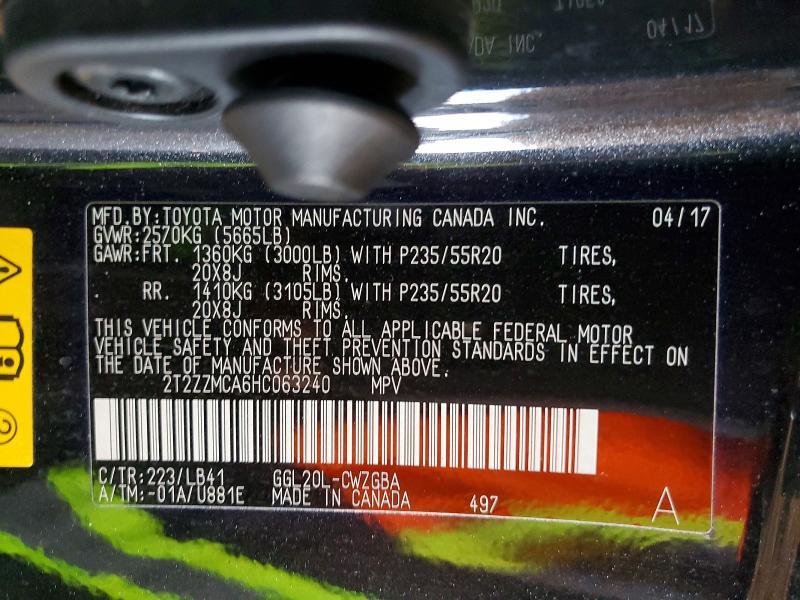 MFD.BY:TOYOTA MOTOR MANUFACTURING CANADA INC. 04/17
GVWR:2570KG (5665LB)
GAWR:FRT. 1360KG (3000LB) WITH P235/55R20 TIRES,
20X8J RIMS.
RR. 1410KG (3105LB) WITH P235/55R20 TIRES,
20X8J RIMS.
THIS VEHICLE CONFORMS TO ALL APPLICABLE FEDERAL MOTOR
VEHICLE SAFETY AND THEFT PREVENTION STANDARDS IN EFFECT ON
THE DATE OF MANUFACTURE SHOWN ABOVE.
2T2ZZMCA6HC063240 MPV
C/TR:223/LB41 GGL20L-CWZGBA
A/TM:-01A/U881E MADE IN CANADA 497 A